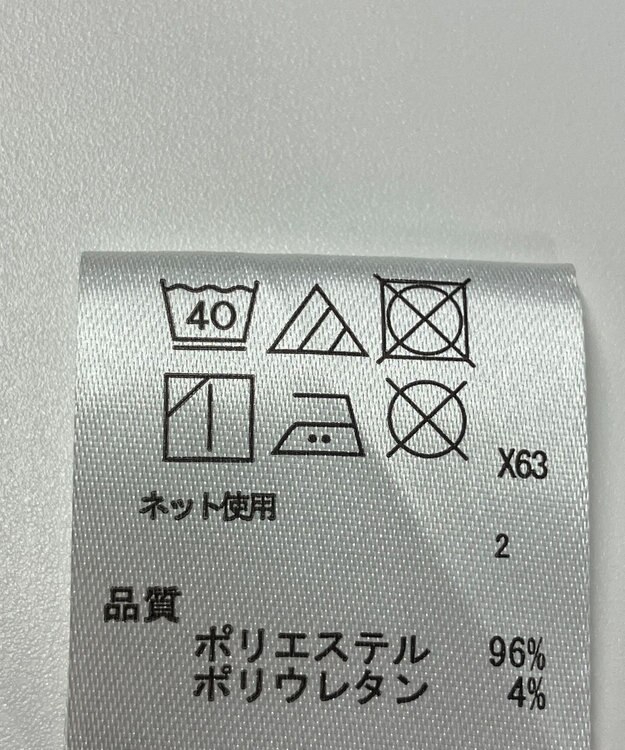 40
X63
ネット使用
2
品質
ポリエステル 96%
ポリウレタン 4%